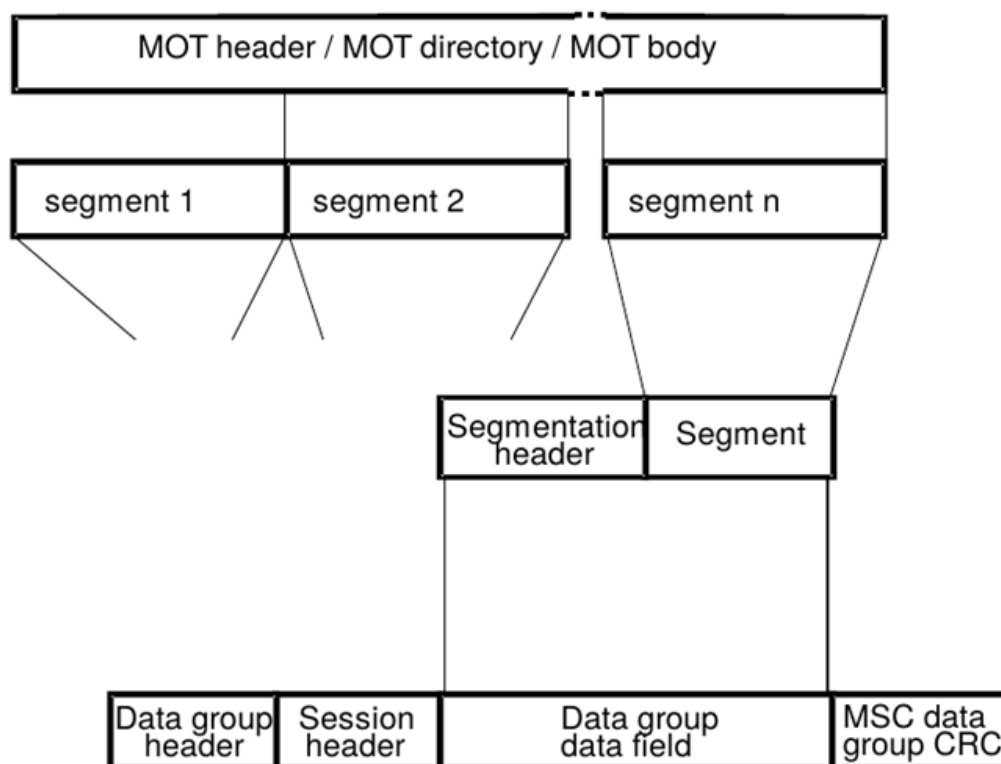 MOT header / MOT directory / MOT body
segment 1
segment 2
segment n
Segmentation
header
Segment
Data group
header
Session
header
Data group
data field
MSC data
group CRC